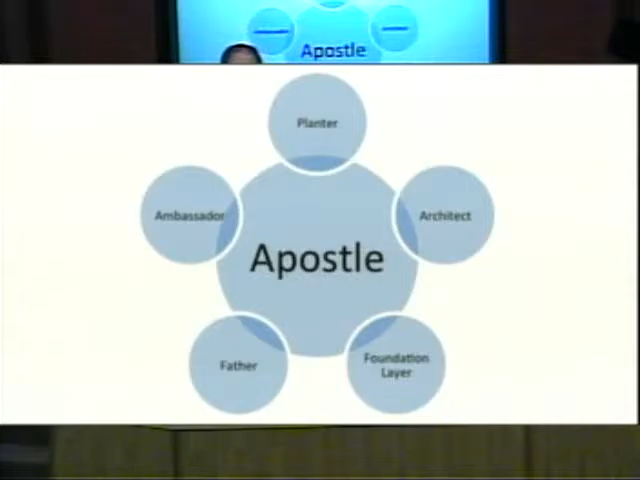 Apostle
Planter
Ambassador
Architect
Apostle
Father
Foundation
Layer